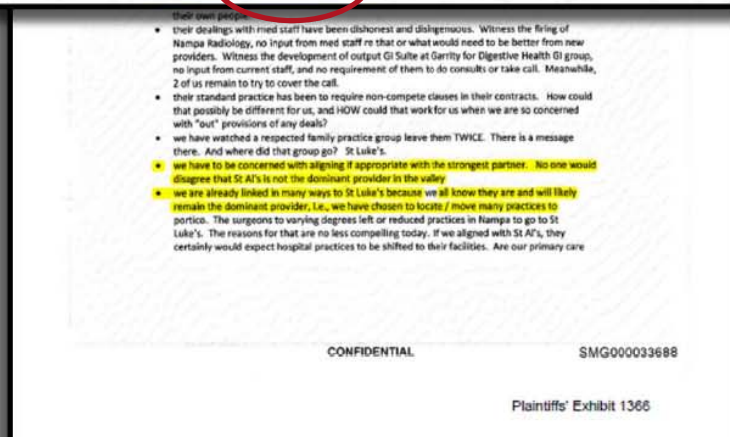 their own people
• their dealings with med staff have been dishonest and disingenuous. Witness the firing of
Nampa Radiology, no input from med staff re that or what would need to be better from new
providers. Witness the development of output GI Suite at Garrity for Digestive Health GI group,
no input from current staff, and no requirement of them to do consults or take call. Meanwhile,
2 of us remain to try to cover the call.
• their standard practice has been to require non-compete clauses in their contracts. How could
that possibly be different for us, and HOW could that work for us when we are so concerned
with "out" provisions of any deals?
• we have watched a respected family practice group leave them TWICE. There is a message
there. And where did that group go? St Luke's.
• we have to be concerned with aligning if appropriate with the strongest partner. No one would
disagree that St Al's is not the dominant provider in the valley
• we are already linked in many ways to St Luke's because we all know they are and will likely
remain the dominant provider, i.e., we have chosen to locate / move many practices to
portico. The surgeons to varying degrees left or reduced practices in Nampa to go to St
Luke's. The reasons for that are no less compelling today. If we aligned with St Al's, they
certainly would expect hospital practices to be shifted to their facilities. Are our primary care
CONFIDENTIAL
SMG000033688
Plaintiffs' Exhibit 1366